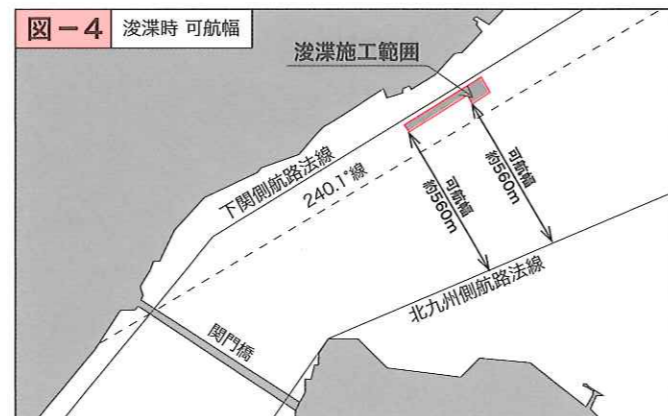 図－4 浚渫時 可航幅
浚渫施工範囲
下関側航路法線
240.1°線
可航幅
約560m
可航幅
約560m
北九州側航路法線
関門橋